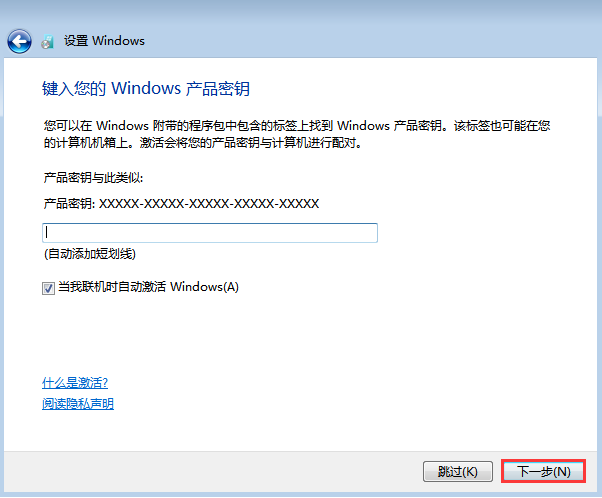 设置 Windows
键入您的 Windows 产品密钥
您可以在 Windows 附带的程序包中包含的标签上找到 Windows 产品密钥。该标签也可能在您
的计算机机箱上。激活会将您的产品密钥与计算机进行配对。
产品密钥与此类似:
产品密钥: XXXXX-XXXXX-XXXXX-XXXXX-XXXXX
(自动添加短划线)
当我联机时自动激活 Windows(A)
什么是激活?
阅读隐私声明
跳过(K) 下一步(N)